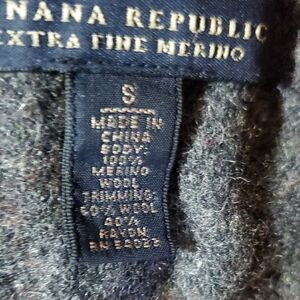 NANA REPUBLIC
EXTRA FINE MERINO
S
MADE IN
CHINA
BODY:
100%
MERINO
WOOL
TRIMMING:
60% WOOL
40%
RAYON
RN 54023